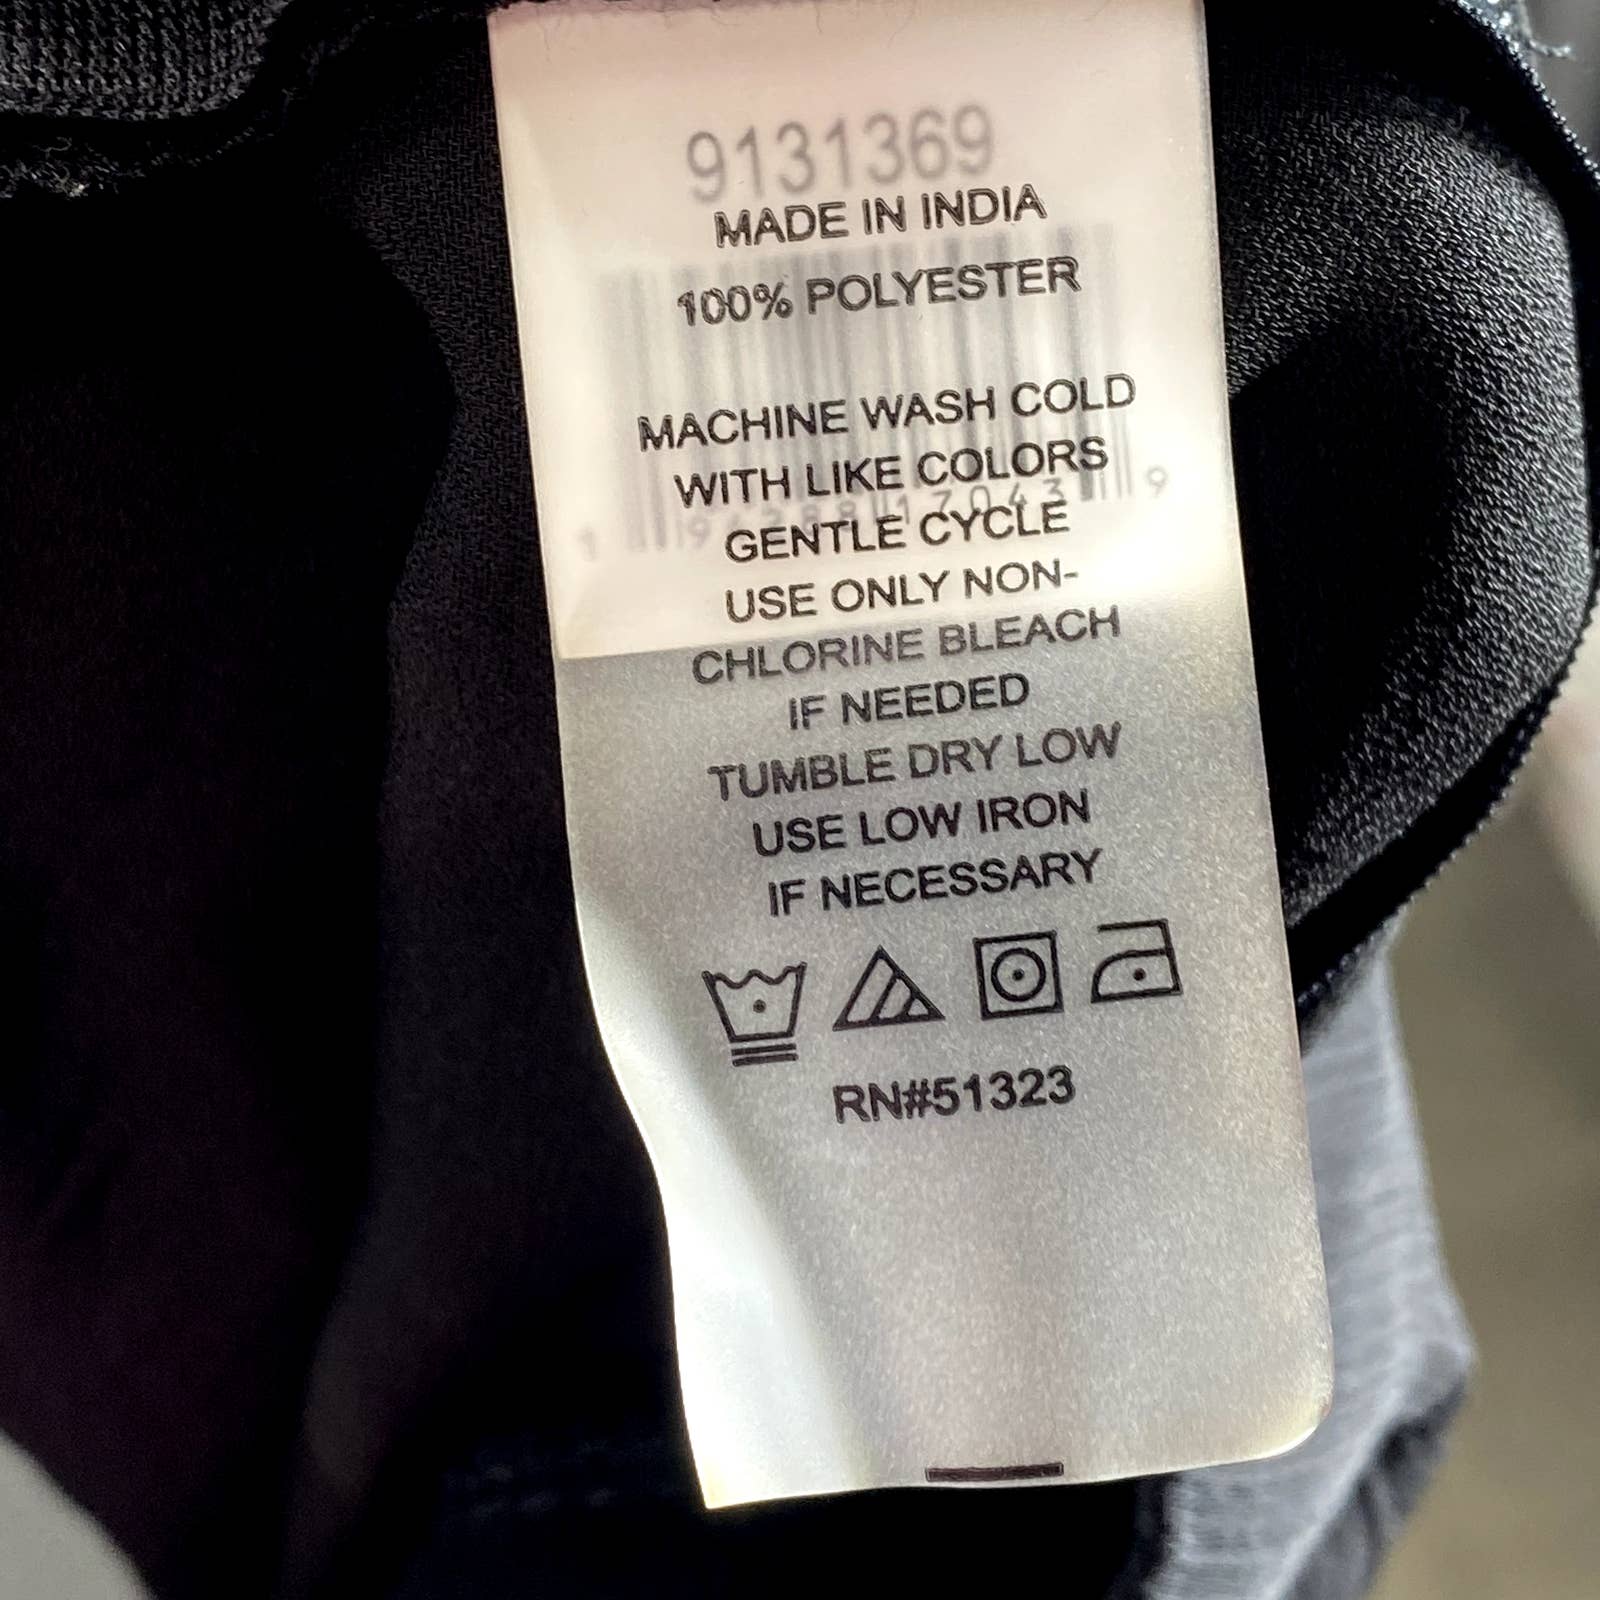 9131369
MADE IN INDIA
100% POLYESTER
MACHINE WASH COLD
WITH LIKE COLORS
GENTLE CYCLE
USE ONLY NON-
CHLORINE BLEACH
IF NEEDED
TUMBLE DRY LOW
USE LOW IRON
IF NECESSARY
RN#51323